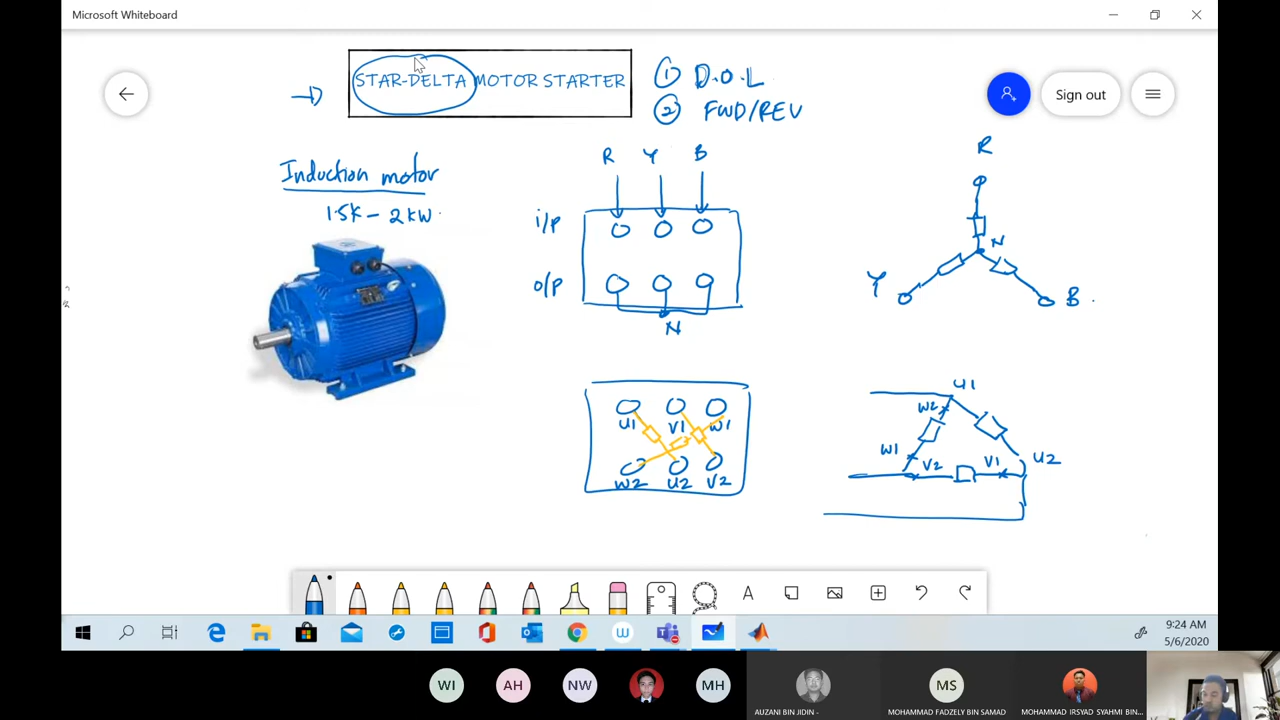 Microsoft Whiteboard
STAR-DELTA MOTOR STARTER
① D.O.L
② FWD/REV
Sign out
Induction motor
1.5K - 2 KW.
R Y B
i/p
o/p
N
R
N
Y
B
U1 V1 W1
W2 U2 V2
U1
W2
W1
V2 V1
U2
A
9:24 AM
5/6/2020
WI
AH
NW
MH
MS
AUZANI BIN JIDIN -
MOHAMMAD FADZELY BIN SAMAD
MOHAMMAD IRSYAD SYAHMI BIN...